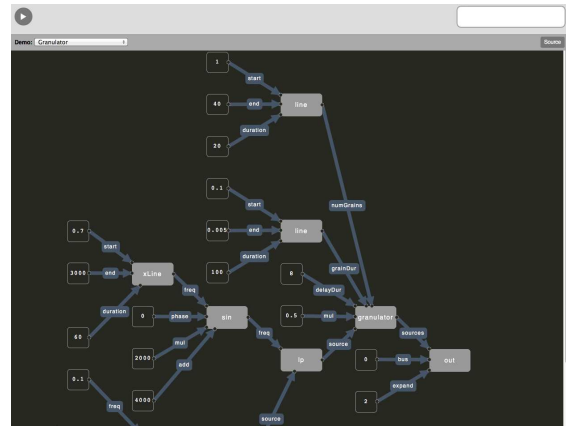 Demo: Granulator
Source
1
start
40
end
line
duration
20
0.1
start
numGrains
0.7
0.005
end
line
start
duration
grainDur
3000
end
xLine
100
8
freq
delayDur
duration
0
phase
sin
0.5
mul
granulator
60
mul
freq
source
sources
2000
add
lp
0
bus
out
0.1
4000
expand
freq
2
source